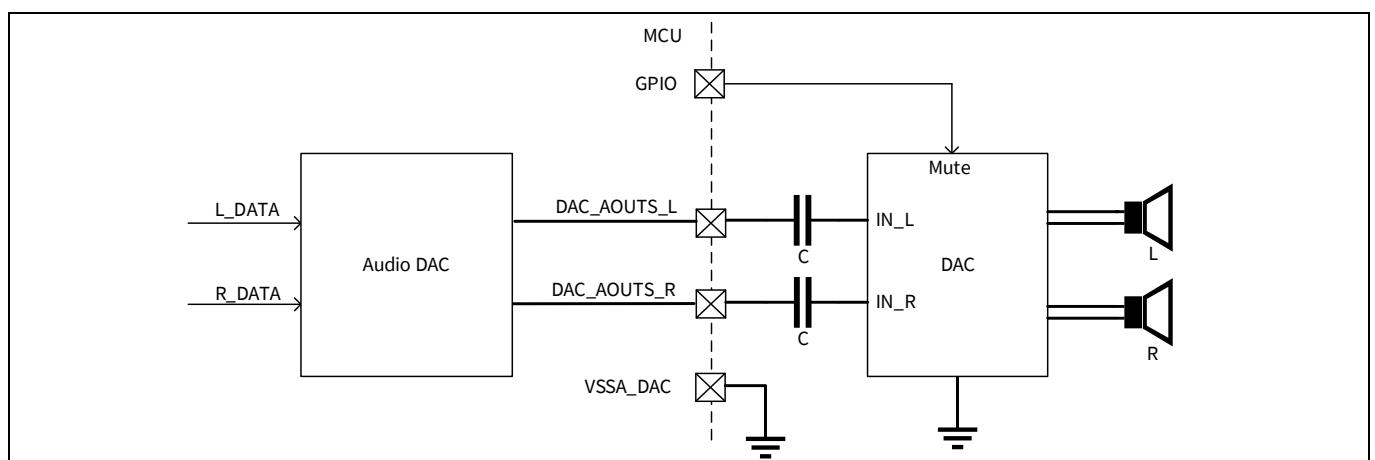 MCU
GPIO
Mute
L_DATA
DAC_AOUTS_L
IN_L
L
C
Audio DAC
DAC
R_DATA
DAC_AOUTS_R
IN_R
C
R
VSSA_DAC